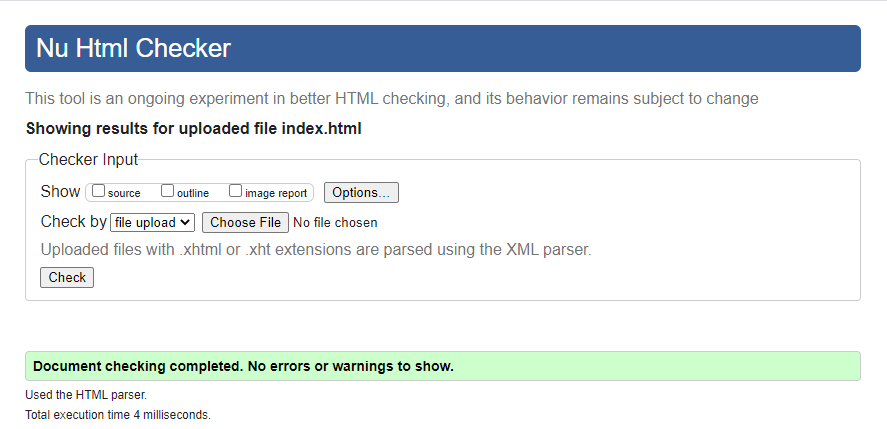 Nu Html Checker
This tool is an ongoing experiment in better HTML checking, and its behavior remains subject to change
Showing results for uploaded file index.html
Checker Input
Show source outline image report Options...
Check by file upload Choose File No file chosen
Uploaded files with .xhtml or .xht extensions are parsed using the XML parser.
Check
Document checking completed. No errors or warnings to show.
Used the HTML parser.
Total execution time 4 milliseconds.